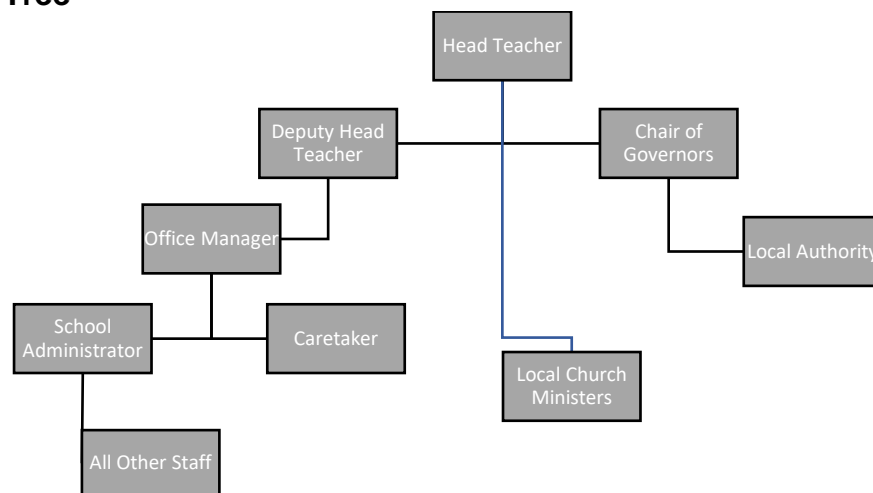 Head Teacher
Deputy Head
Teacher
Chair of
Governors
Office Manager
Local Authority
School
Administrator
Caretaker
Local Church
Ministers
All Other Staff